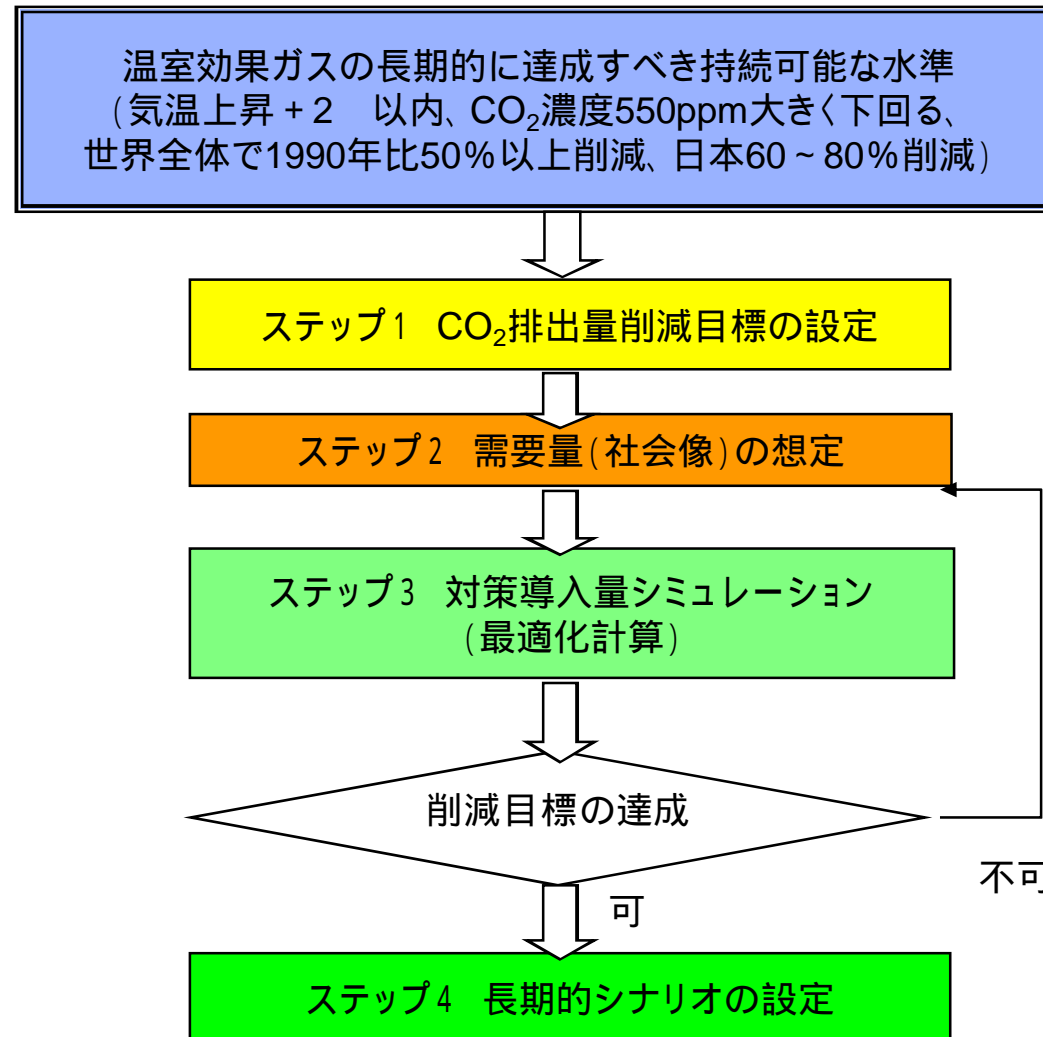 温室効果ガスの長期的に達成すべき持続可能な水準
(気温上昇+2　以内、CO₂濃度550ppm大きく下回る、
世界全体で1990年比50%以上削減、日本60~80%削減)
ステップ1　CO₂排出量削減目標の設定
ステップ2　需要量(社会像)の想定
ステップ3　対策導入量シミュレーション
(最適化計算)
削減目標の達成
不可
可
ステップ4　長期的シナリオの設定